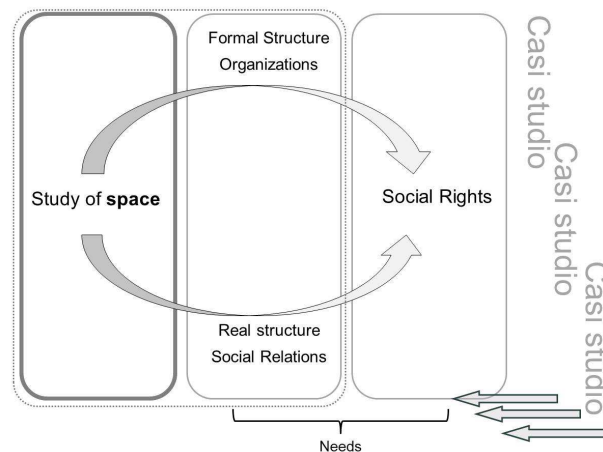 Formal Structure
Organizations
Study of space
Social Rights
Real structure
Social Relations
Needs
Casi studio
Casi studio
Casi studio